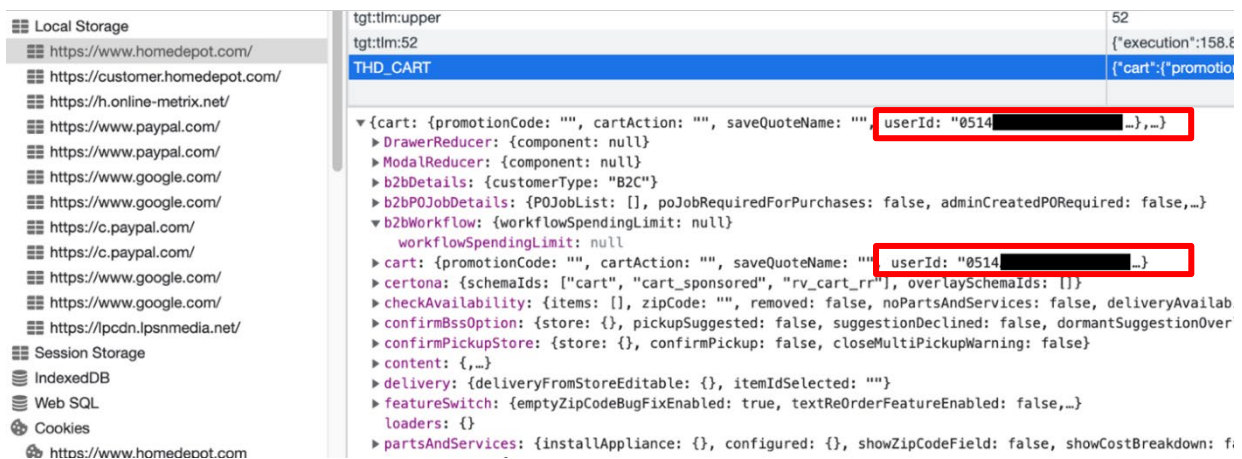 Local Storage
https://www.homedepot.com/
https://customer.homedepot.com/
https://h.online-metrix.net/
https://www.paypal.com/
https://www.paypal.com/
https://www.google.com/
https://www.google.com/
https://c.paypal.com/
https://c.paypal.com/
https://www.google.com/
https://www.google.com/
https://lpcdn.lpsnmedia.net/
Session Storage
IndexedDB
Web SQL
Cookies
https://www.homedepot.com
tgt:tlm:upper 52
tgt:tlm:52 {"execution":158.8
THD_CART {"cart":{"promotion
▼{cart: {promotionCode: "", cartAction: "", saveQuoteName: "", userId: "0514 …},…}
▶DrawerReducer: {component: null}
▶ModalReducer: {component: null}
▶b2bDetails: {customerType: "B2C"}
▶b2bPOJobDetails: {POJobList: [], poJobRequiredForPurchases: false, adminCreatedPORequired: false,…}
▼b2bWorkflow: {workflowSpendingLimit: null}
workflowSpendingLimit: null
▶cart: {promotionCode: "", cartAction: "", saveQuoteName: "", userId: "0514 …}
▶certona: {schemaIds: ["cart", "cart_sponsored", "rv_cart_rr"], overlaySchemaIds: []}
▶checkAvailability: {items: [], zipCode: "", removed: false, noPartsAndServices: false, deliveryAvailab
▶confirmBssOption: {store: {}, pickupSuggested: false, suggestionDeclined: false, dormantSuggestionOver
▶confirmPickupStore: {store: {}, confirmPickup: false, closeMultiPickupWarning: false}
▶content: {,…}
▶delivery: {deliveryFromStoreEditable: {}, itemIdSelected: ""}
▶featureSwitch: {emptyZipCodeBugFixEnabled: true, textReOrderFeatureEnabled: false,…}
loaders: {}
▶partsAndServices: {installAppliance: {}, configured: {}, showZipCodeField: false, showCostBreakdown: fa